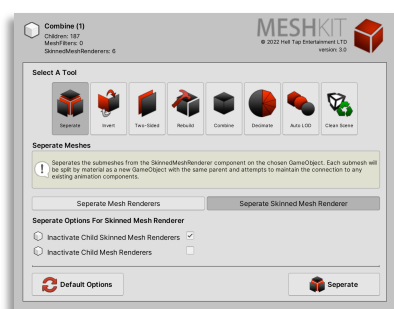 Combine (1)
Children: 187
MeshFilters: 0
SkinnedMeshRenderers: 6
MESHKIT
© 2022 Hell Tap Entertainment LTD
version: 3.0
Select A Tool
Seperate
Invert
Two-Sided
Rebuild
Combine
Decimate
Auto LOD
Clean Scene
Seperate Meshes
Seperates the submeshes from the SkinnedMeshRenderer component on the chosen GameObject. Each submesh will
be split by material as a new GameObject with the same parent and attempts to maintain the connection to any
existing animation components.
Seperate Mesh Renderers
Seperate Skinned Mesh Renderer
Seperate Options For Skinned Mesh Renderer
Inactivate Child Skinned Mesh Renderers
Inactivate Child Mesh Renderers
Default Options
Seperate